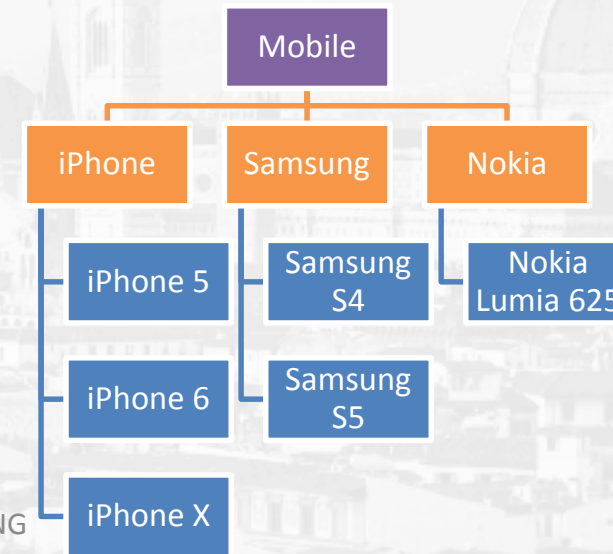 Mobile
iPhone
Samsung
Nokia
iPhone 5
Samsung
S4
Nokia
Lumia 625
iPhone 6
Samsung
S5
iPhone X
NG